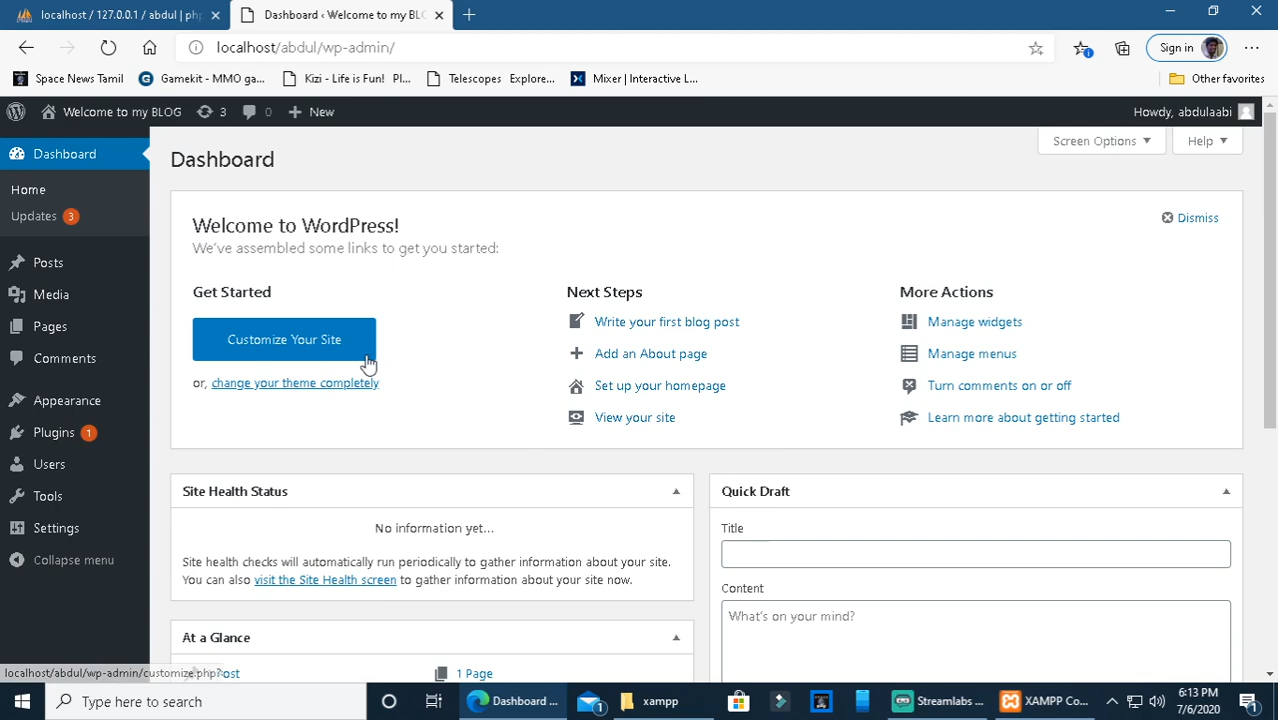 localhost / 127.0.0.1 / abdul | ph
Dashboard ‹ Welcome to my BLO
localhost/abdul/wp-admin/
Sign in
Space News Tamil
Gamekit - MMO ga...
Kizi - Life is Fun! Pl...
Telescopes Explore...
Mixer | Interactive L...
Other favorites
Welcome to my BLOG
3
0
New
Howdy, abdulaabi
Dashboard
Home
Updates 3
Posts
Media
Pages
Comments
Appearance
Plugins 1
Users
Tools
Settings
Collapse menu
Dashboard
Screen Options
Help
Welcome to WordPress!
Dismiss
We've assembled some links to get you started:
Get Started
Customize Your Site
or, change your theme completely
Next Steps
Write your first blog post
Add an About page
Set up your homepage
View your site
More Actions
Manage widgets
Manage menus
Turn comments on or off
Learn more about getting started
Site Health Status
No information yet...
Site health checks will automatically run periodically to gather information about your site.
You can also visit the Site Health screen to gather information about your site now.
Quick Draft
Title
Content
What's on your mind?
At a Glance
1 Page
localhost/abdul/wp-admin/customize.php?
Type here to search
Dashboard ...
1
xampp
Streamlabs ...
XAMPP Co...
6:13 PM
7/6/2020
1